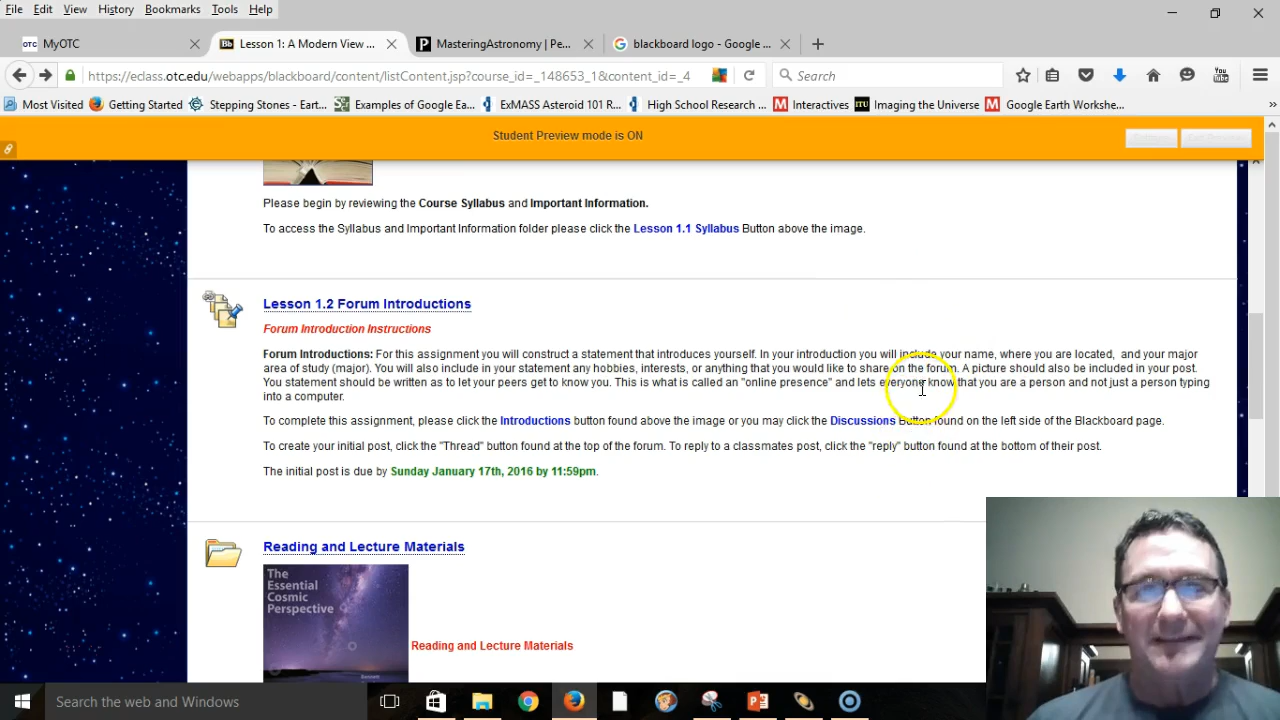 File Edit View History Bookmarks Tools Help
OTC MyOTC
Bb Lesson 1: A Modern View ...
MasteringAstronomy | Pe...
blackboard logo - Google ...
https://eclass.otc.edu/webapps/blackboard/content/listContent.jsp?course_id=_148653_1&content_id=_4
Search
Most Visited Getting Started Stepping Stones - Eart... Examples of Google Ea... ExMASS Asteroid 101 R... High School Research ... Interactives ITU Imaging the Universe Google Earth Workshe...
Student Preview mode is ON
Please begin by reviewing the Course Syllabus and Important Information.
To access the Syllabus and Important Information folder please click the Lesson 1.1 Syllabus Button above the image.
Lesson 1.2 Forum Introductions
Forum Introduction Instructions
Forum Introductions: For this assignment you will construct a statement that introduces yourself. In your introduction you will include your name, where you are located, and your major
area of study (major). You will also include in your statement any hobbies, interests, or anything that you would like to share on the forum. A picture should also be included in your post.
You statement should be written as to let your peers get to know you. This is what is called an "online presence" and lets everyone know that you are a person and not just a person typing
into a computer.
To complete this assignment, please click the Introductions button found above the image or you may click the Discussions Button found on the left side of the Blackboard page.
To create your initial post, click the "Thread" button found at the top of the forum. To reply to a classmates post, click the "reply" button found at the bottom of their post.
The initial post is due by Sunday January 17th, 2016 by 11:59pm.
Reading and Lecture Materials
The
Essential
Cosmic
Perspective
Bennett
Reading and Lecture Materials
Search the web and Windows